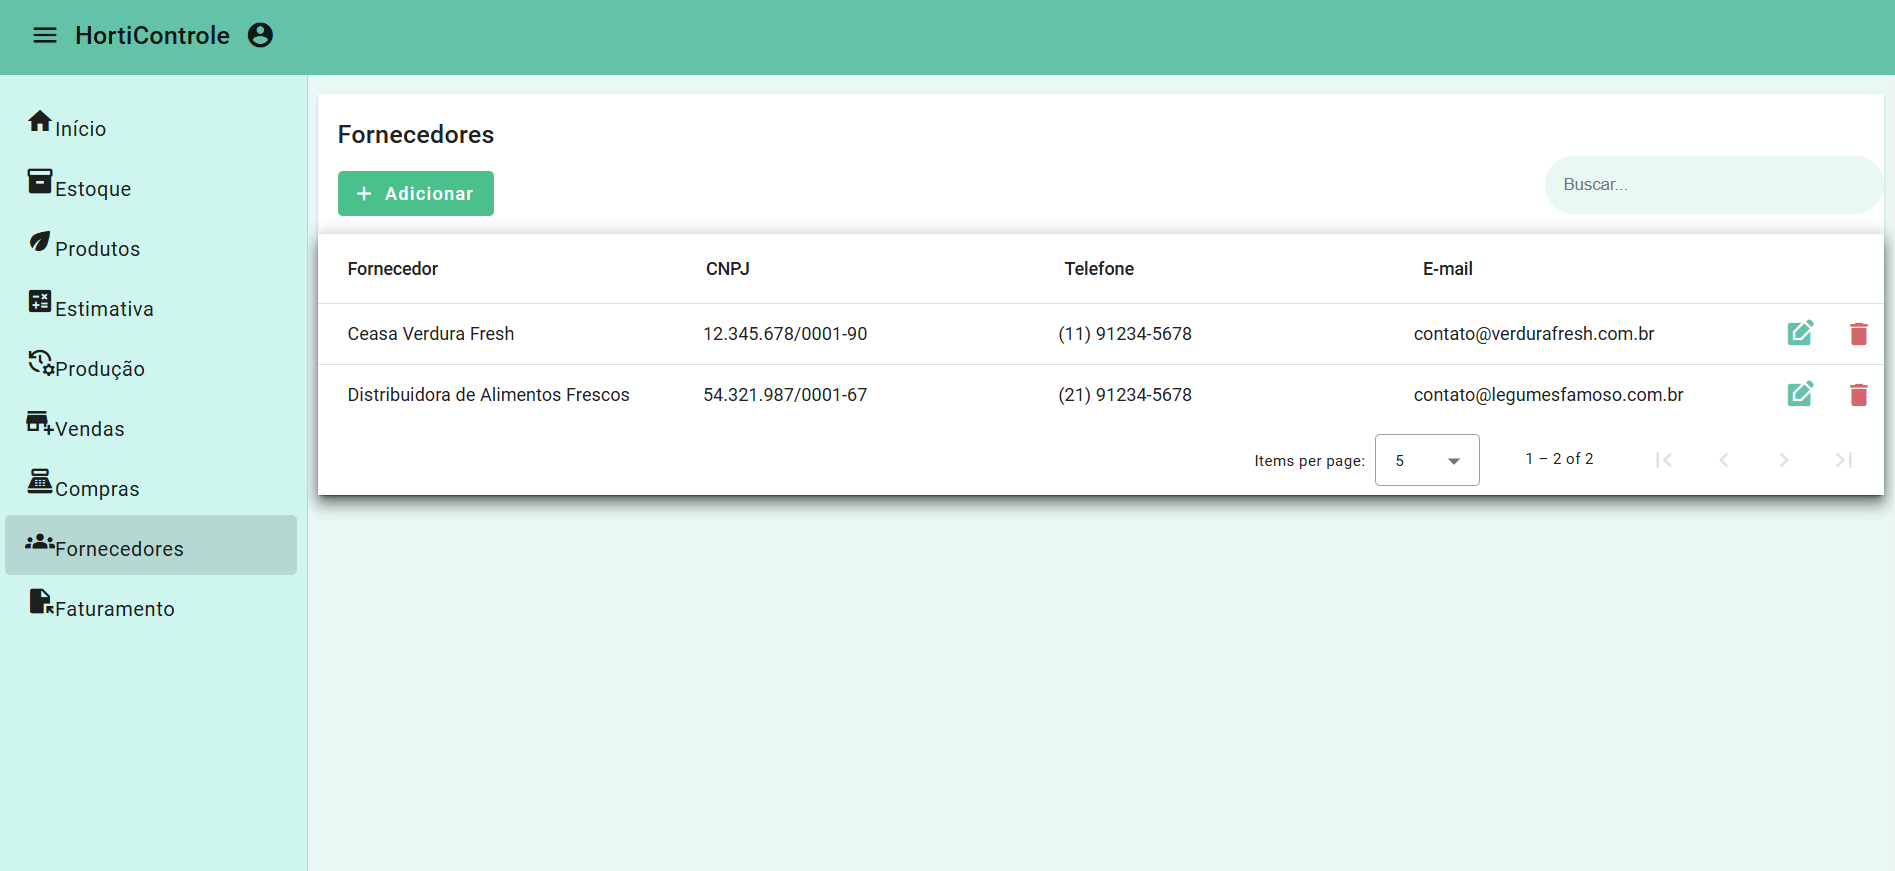 HortiControle
Início
Estoque
Produtos
Estimativa
Produção
Vendas
Compras
Fornecedores
Faturamento
Fornecedores
+ Adicionar
Buscar...
Fornecedor CNPJ Telefone E-mail
Ceasa Verdura Fresh 12.345.678/0001-90 (11) 91234-5678 contato@verdurafresh.com.br
Distribuidora de Alimentos Frescos 54.321.987/0001-67 (21) 91234-5678 contato@legumesfamoso.com.br
Items per page: 5 1 – 2 of 2